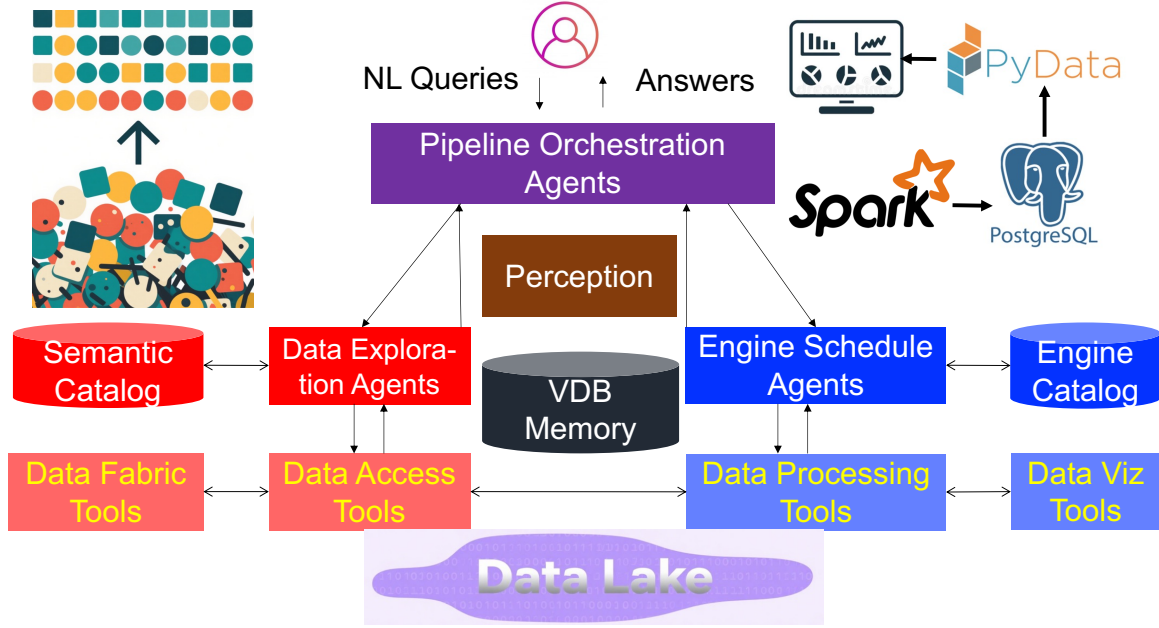 NL Queries
Answers
PyData
Pipeline Orchestration
Agents
Spark
PostgreSQL
Perception
Semantic
Catalog
Data Explora-
tion Agents
VDB
Memory
Engine Schedule
Agents
Engine
Catalog
Data Fabric
Tools
Data Access
Tools
Data Processing
Tools
Data Viz
Tools
Data Lake